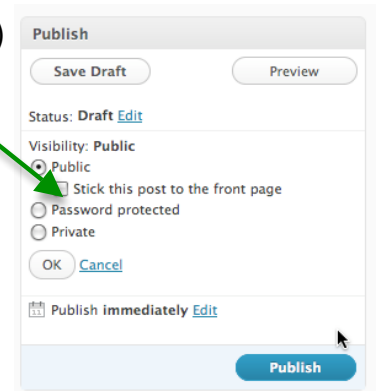 )
Publish
Save Draft Preview
Status: Draft Edit
Visibility: Public
Public
Stick this post to the front page
Password protected
Private
OK Cancel
11 Publish immediately Edit
Publish